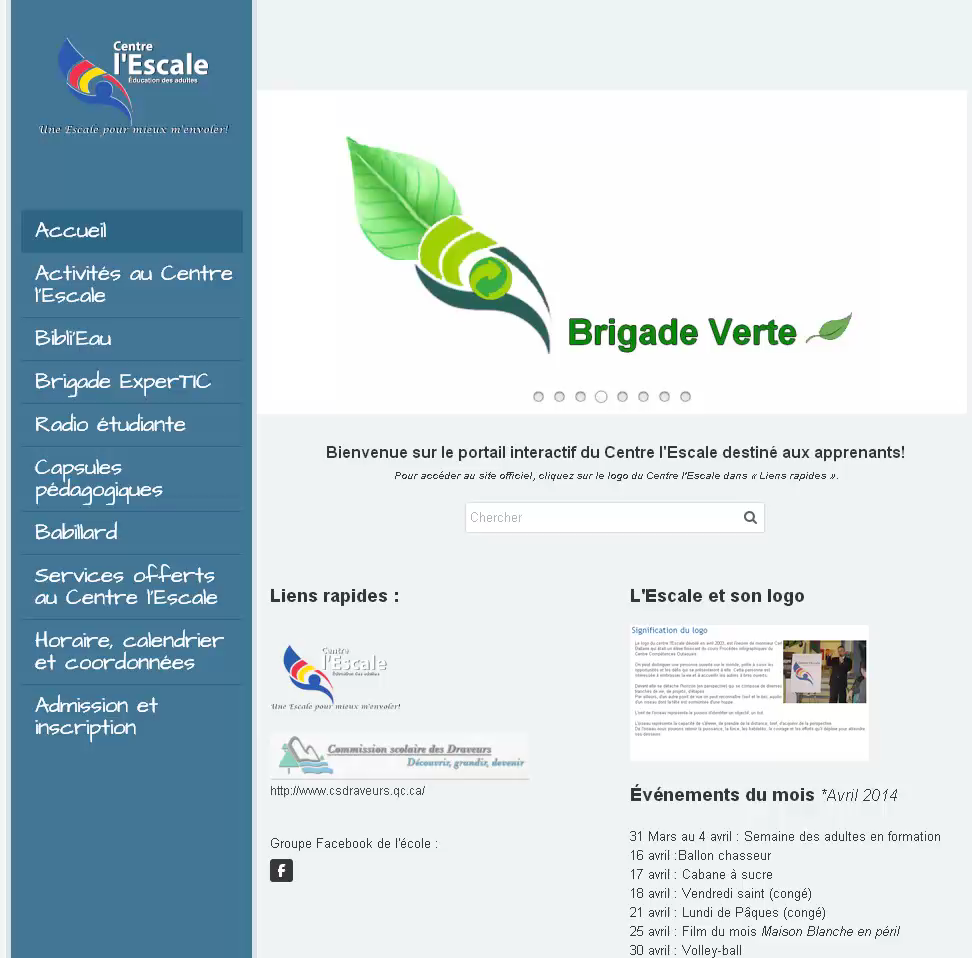 Centre
l'Escale
Éducation des adultes
Une Escale pour mieux m'envoler!
Accueil
Activités au Centre
l'Escale
Bibli'Eau
Brigade ExperTIC
Radio étudiante
Capsules
pédagogiques
Babillard
Services offerts
au Centre l'Escale
Horaire, calendrier
et coordonnées
Admission et
inscription
Brigade Verte
Bienvenue sur le portail interactif du Centre l'Escale destiné aux apprenants!
Pour accéder au site officiel, cliquez sur le logo du Centre l'Escale dans « Liens rapides ».
Chercher
Liens rapides :
Centre
l'Escale
Éducation des adultes
Une Escale pour mieux m'envoler!
Commission scolaire des Draveurs
Découvrir, grandir, devenir
http://www.csdraveurs.qc.ca/
Groupe Facebook de l'école :
L'Escale et son logo
Signification du logo
Événements du mois *Avril 2014
31 Mars au 4 avril : Semaine des adultes en formation
16 avril :Ballon chasseur
17 avril : Cabane à sucre
18 avril : Vendredi saint (congé)
21 avril : Lundi de Pâques (congé)
25 avril : Film du mois Maison Blanche en péril
30 avril : Volley-ball